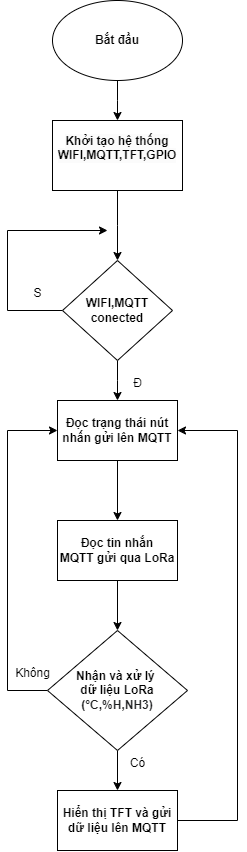 Bắt đầu
Khởi tạo hệ thống
WIFI,MQTT,TFT,GPIO
S
WIFI,MQTT
conected
Đ
Đọc trạng thái nút
nhấn gửi lên MQTT
Đọc tin nhắn
MQTT gửi qua LoRa
Không
Nhận và xử lý
dữ liệu LoRa
(°C,%H,NH3)
Có
Hiển thị TFT và gửi
dữ liệu lên MQTT